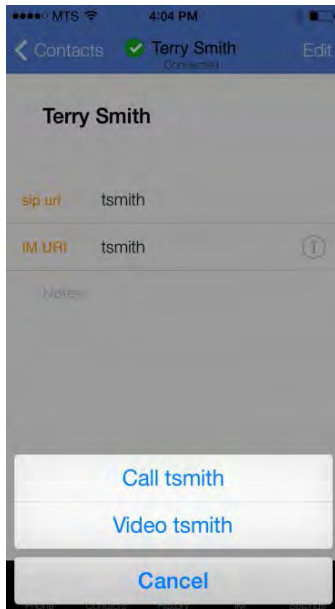 MTS 4:04 PM
Contacts Terry Smith Edit
Connected
Terry Smith
sip uri tsmith
IM URI tsmith
Notes
Call tsmith
Video tsmith
Cancel